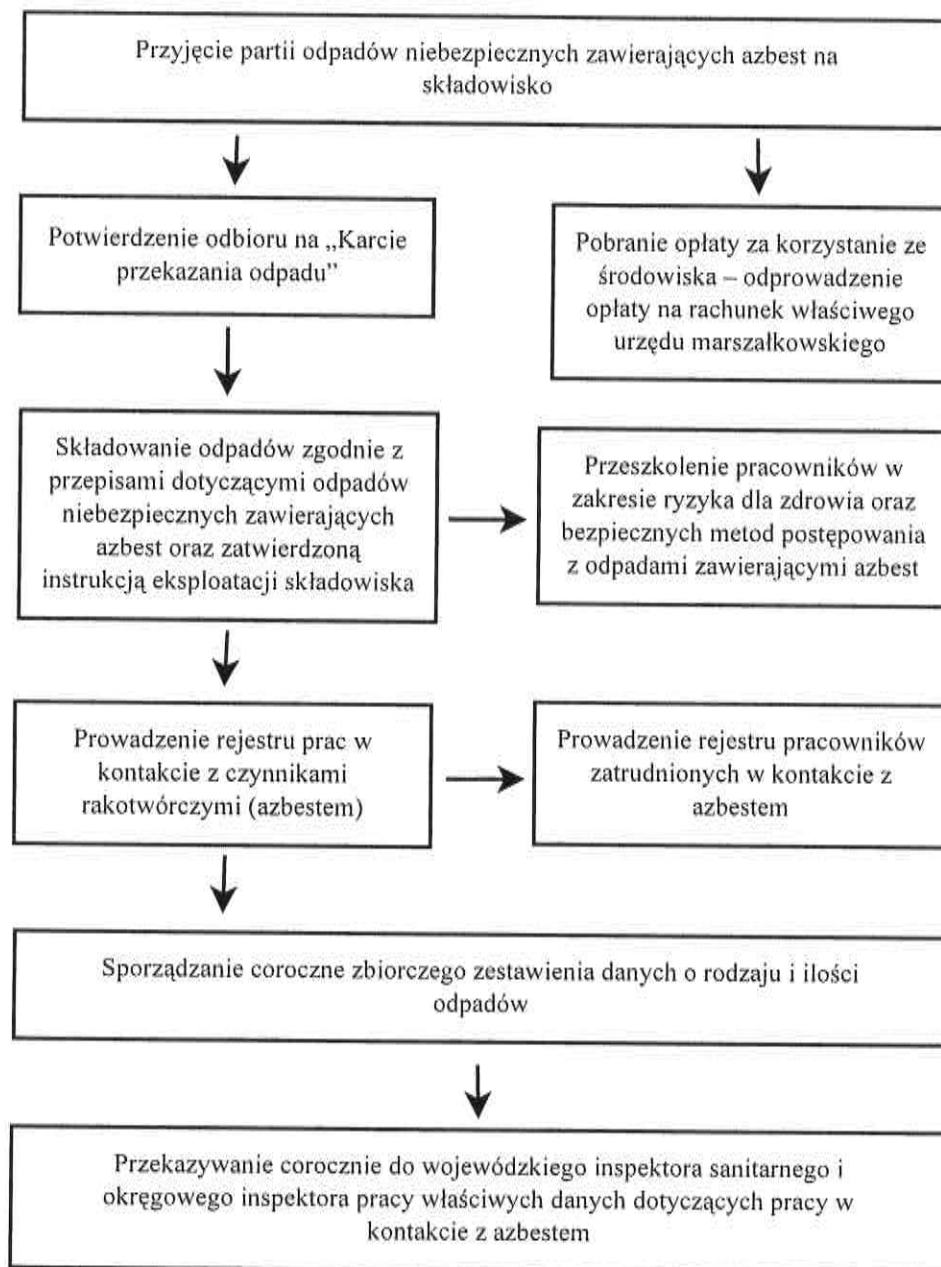 Przyjęcie partii odpadów niebezpiecznych zawierających azbest na
składowisko
Potwierdzenie odbioru na „Karcie
przekazania odpadu”
Pobranie opłaty za korzystanie ze
środowiska – odprowadzenie
opłaty na rachunek właściwego
urzędu marszałkowskiego
Składowanie odpadów zgodnie z
przepisami dotyczącymi odpadów
niebezpiecznych zawierających
azbest oraz zatwierdzoną
instrukcją eksploatacji składowiska
Przeszkolenie pracowników w
zakresie ryzyka dla zdrowia oraz
bezpiecznych metod postępowania
z odpadami zawierającymi azbest
Prowadzenie rejestru prac w
kontakcie z czynnikami
rakotwórczymi (azbestem)
Prowadzenie rejestru pracowników
zatrudnionych w kontakcie z
azbestem
Sporządzanie coroczne zbiorczego zestawienia danych o rodzaju i ilości
odpadów
Przekazywanie corocznie do wojewódzkiego inspektora sanitarnego i
okręgowego inspektora pracy właściwych danych dotyczących pracy w
kontakcie z azbestem